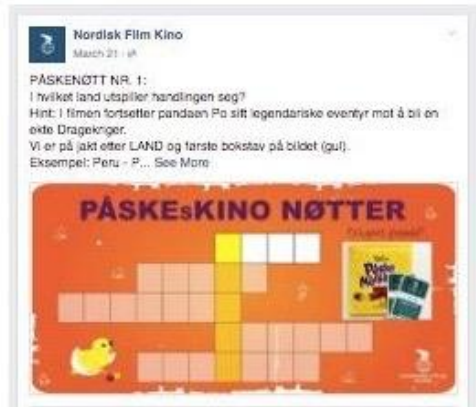 Nordisk Film Kino
March 21
PÅSKENØTT NR. 1:
I hvilket land utspiller handlingen seg?
Hint: I filmen fortsetter pandaen Po sitt legendariske eventyr mot å bli en
ekte Dragekriger.
Vi er på jakt etter LAND og første bokstav på bildet (gul).
Eksempel: Peru - P... See More
PÅSKEsKINO NØTTER